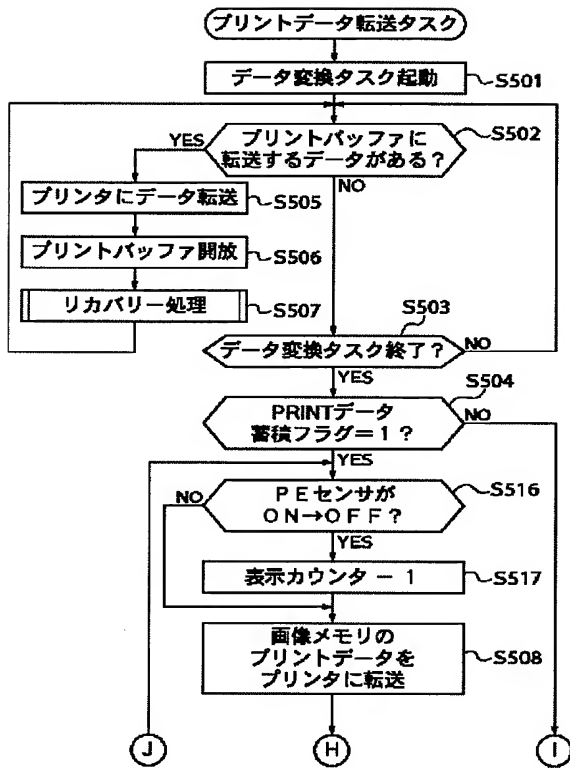 プリントデータ転送タスク
データ変換タスク起動
S501
プリントバッファに
転送するデータがある？
S502
YES
NO
プリンタにデータ転送
S505
プリントバッファ開放
S506
リカバリー処理
S507
S503
データ変換タスク終了？
NO
YES
S504
PRINTデータ
蓄積フラグ＝１？
NO
YES
ＰＥセンサが
ＯＮ→ＯＦＦ？
S516
NO
YES
表示カウンタ － １
S517
画像メモリの
プリントデータを
プリンタに転送
S508
J
H
I